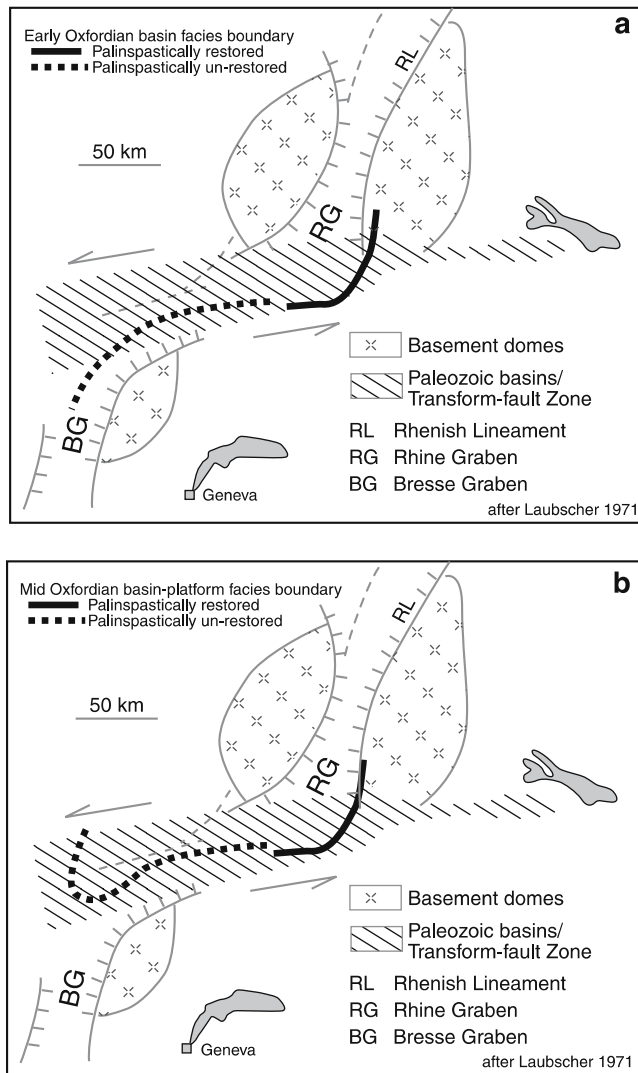 a
Early Oxfordian basin facies boundary
Palinspastically restored
Palinspastically un-restored
RL
50 km
RG
Basement domes
Paleozoic basins/
Transform-fault Zone
BG
RL Rhenish Lineament
RG Rhine Graben
BG Bresse Graben
Geneva
after Laubscher 1971
b
Mid Oxfordian basin-platform facies boundary
Palinspastically restored
Palinspastically un-restored
RL
50 km
RG
Basement domes
Paleozoic basins/
Transform-fault Zone
BG
RL Rhenish Lineament
RG Rhine Graben
BG Bresse Graben
Geneva
after Laubscher 1971